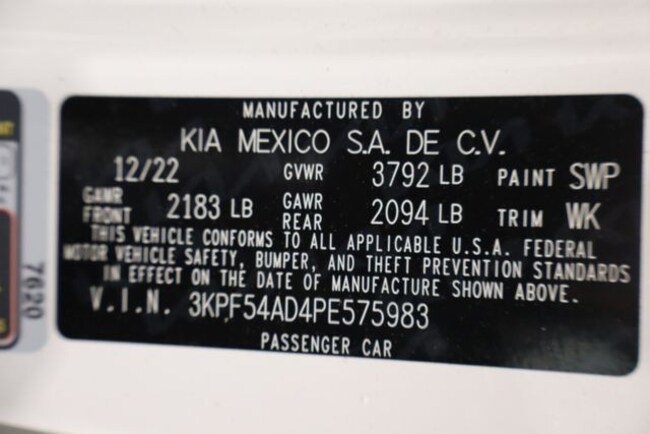 MANUFACTURED BY
KIA MEXICO S.A. DE C.V.
12/22 GVWR 3792 LB PAINT SWP
GAWR FRONT 2183 LB GAWR REAR 2094 LB TRIM WK
THIS VEHICLE CONFORMS TO ALL APPLICABLE U.S.A. FEDERAL
MOTOR VEHICLE SAFETY, BUMPER, AND THEFT PREVENTION STANDARDS
IN EFFECT ON THE DATE OF MANUFACTURE SHOWN ABOVE.
V.I.N. 3KPF54AD4PE575983
PASSENGER CAR
7620